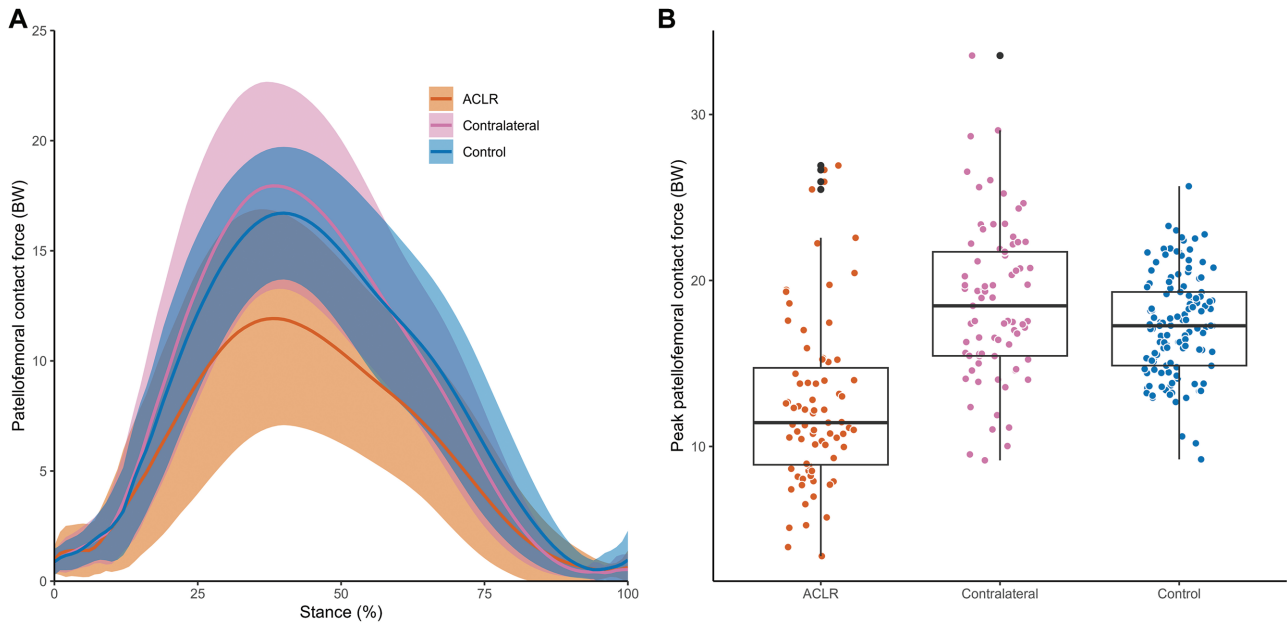 A
Patellofemoral contact force (BW)
25
20
15
10
5
0
0
25
50
75
100
Stance (%)
ACLR
Contralateral
Control
B
Peak patellofemoral contact force (BW)
30
20
10
ACLR
Contralateral
Control